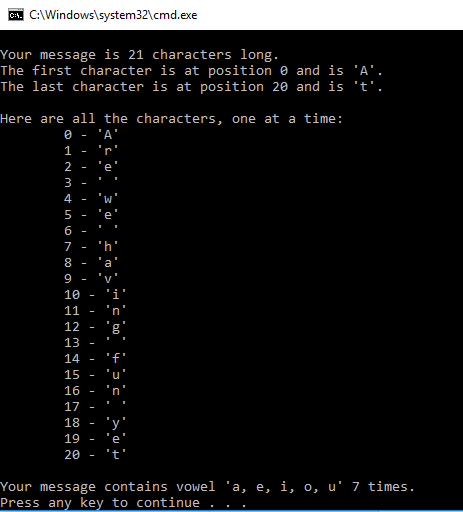 C:\Windows\system32\cmd.exe
Your message is 21 characters long.
The first character is at position 0 and is 'A'.
The last character is at position 20 and is 't'.
Here are all the characters, one at a time:
0 - 'A'
1 - 'r'
2 - 'e'
3 - ' '
4 - 'w'
5 - 'e'
6 - ' '
7 - 'h'
8 - 'a'
9 - 'v'
10 - 'i'
11 - 'n'
12 - 'g'
13 - ' '
14 - 'f'
15 - 'u'
16 - 'n'
17 - ' '
18 - 'y'
19 - 'e'
20 - 't'
Your message contains vowel 'a, e, i, o, u' 7 times.
Press any key to continue . . .